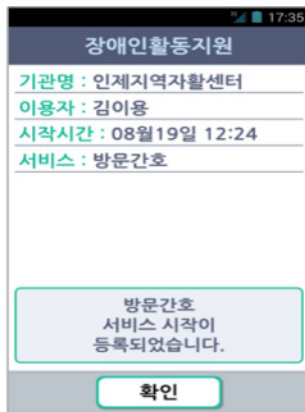 17:35
장애인활동지원
기관명 : 인제지역자활센터
이용자 : 김이용
시작시간 : 08월19일 12:24
서비스 : 방문간호
방문간호
서비스 시작이
등록되었습니다.
확인